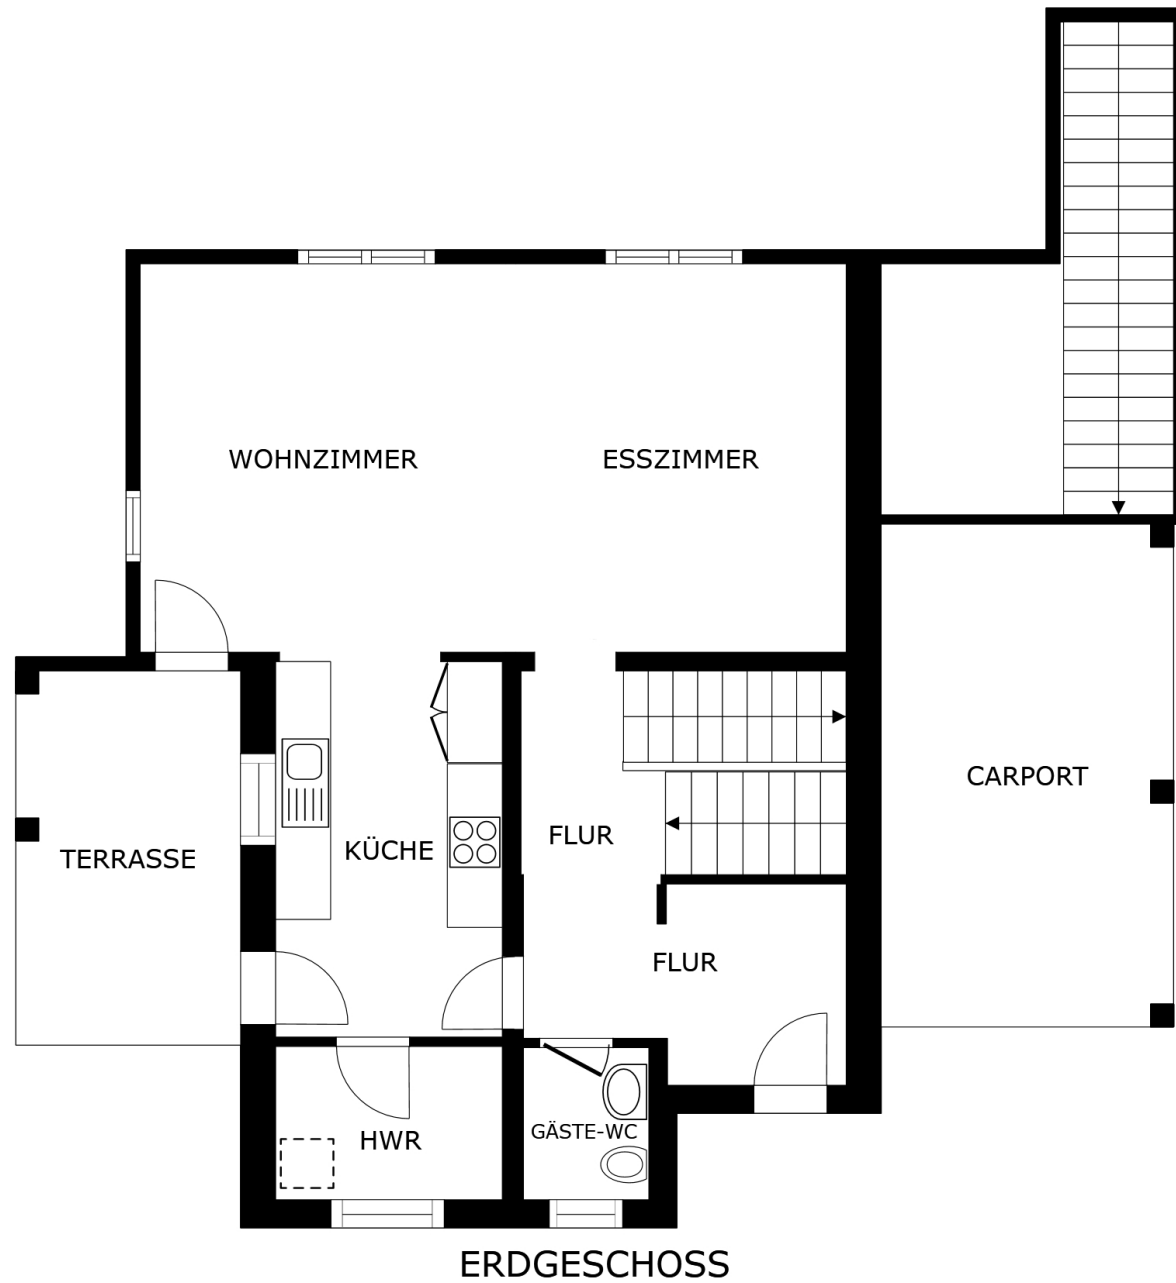 WOHNZIMMER
ESSZIMMER
CARPORT
FLUR
KÜCHE
TERRASSE
FLUR
GÄSTE-WC
HWR
ERDGESCHOSS